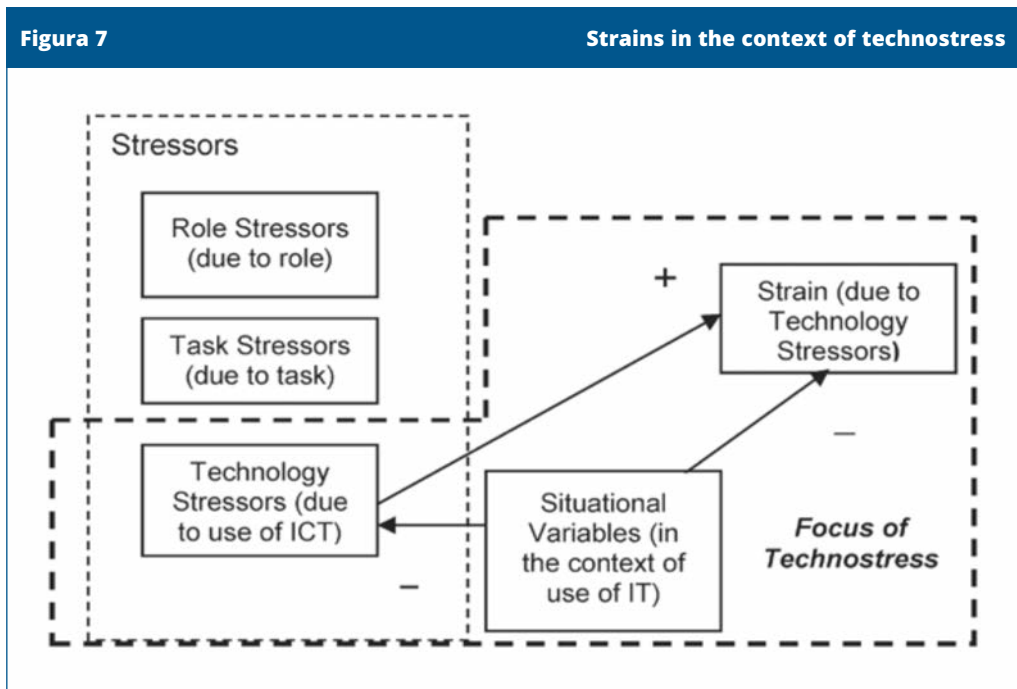 Figura 7
Strains in the context of technostress
Stressors
Role Stressors
(due to role)
Task Stressors
(due to task)
Technology
Stressors (due
to use of ICT)
+
Strain (due to
Technology
Stressors)
–
Situational
Variables (in
the context of
use of IT)
–
Focus of
Technostress